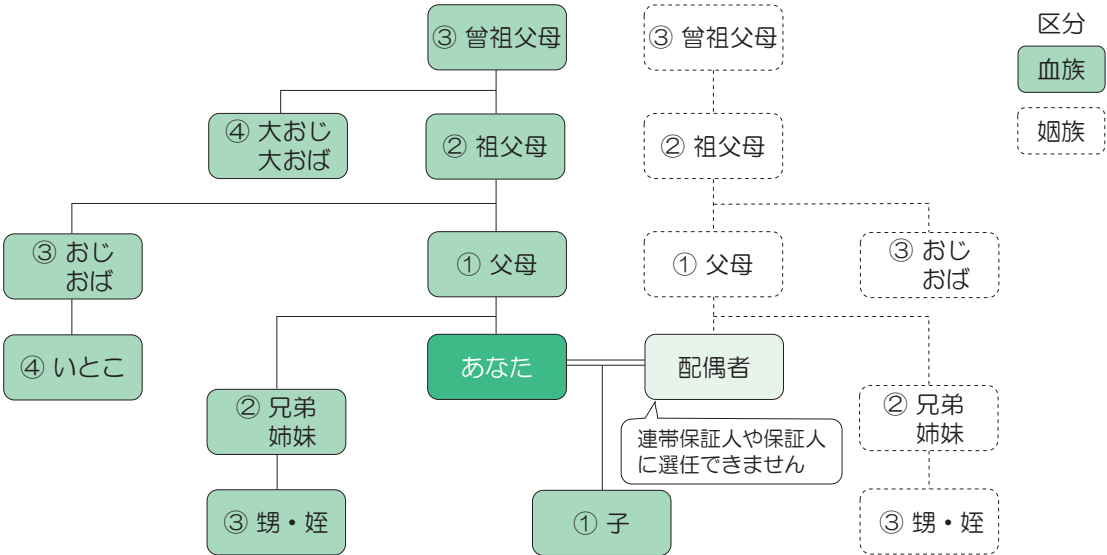 ③ 曾祖父母
③ 曾祖父母
区分
血族
姻族
④ 大おじ
大おば
② 祖父母
② 祖父母
③ おじ
おば
① 父母
① 父母
③ おじ
おば
④ いとこ
あなた
配偶者
② 兄弟
姉妹
連帯保証人や保証人
に選任できません
② 兄弟
姉妹
③ 甥・姪
① 子
③ 甥・姪